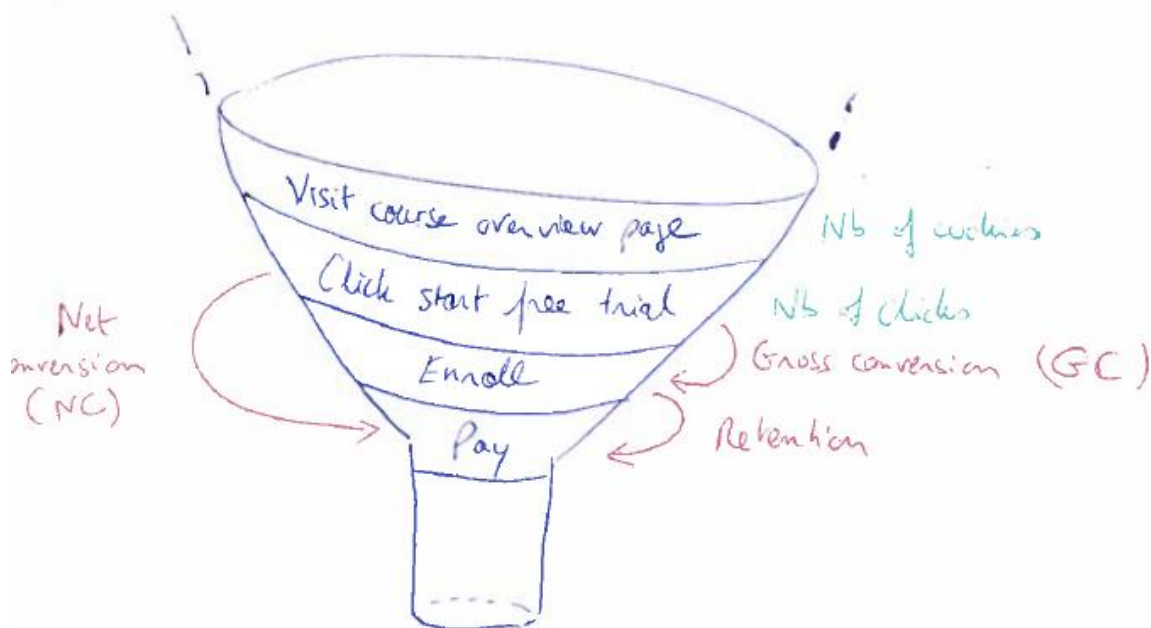 Visit course overview page
Nb of cookies
Click start free trial
Nb of clicks
Net
onversion
(NC)
Gross conversion (GC)
Enroll
Pay
Retention